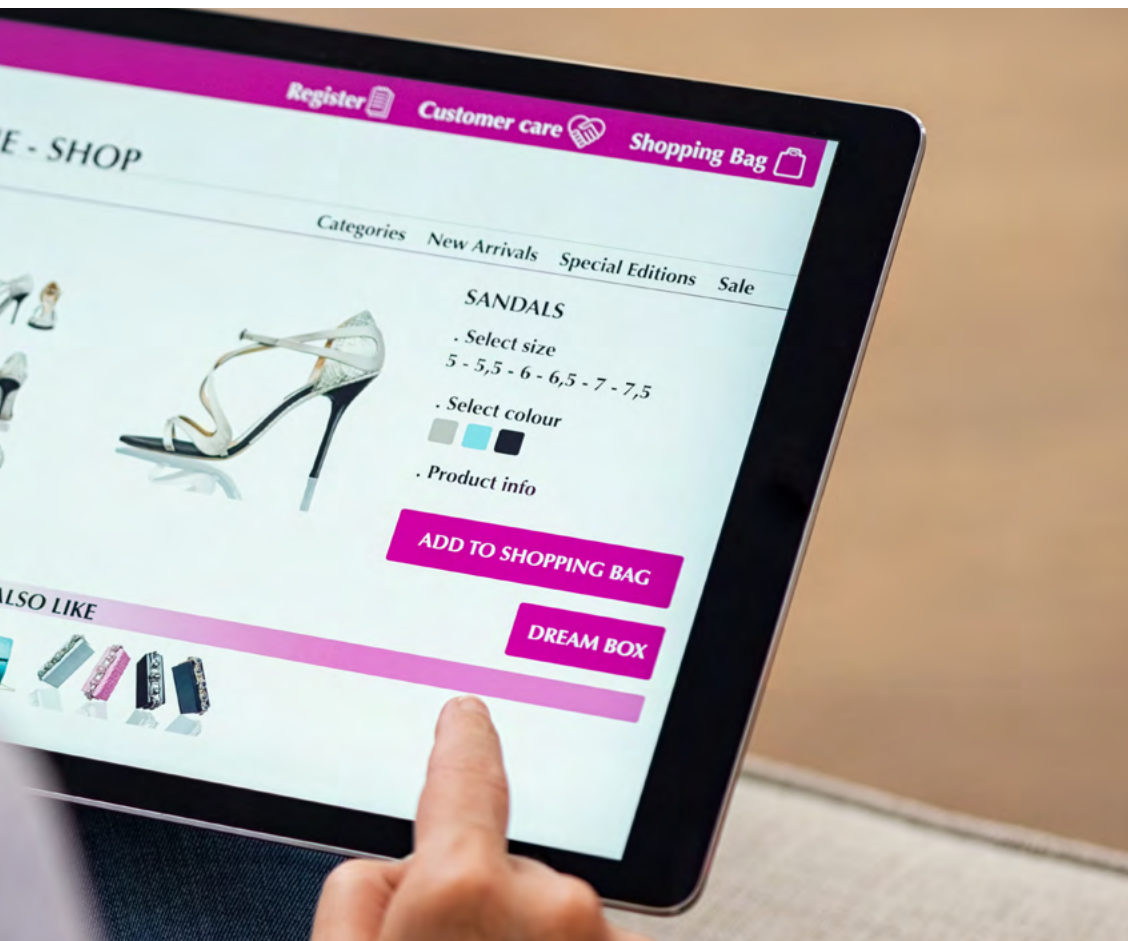 Register
Customer care
Shopping Bag
E - SHOP
Categories New Arrivals Special Editions Sale
SANDALS
. Select size
5 - 5,5 - 6 - 6,5 - 7 - 7,5
. Select colour
. Product info
ADD TO SHOPPING BAG
DREAM BOX
ALSO LIKE